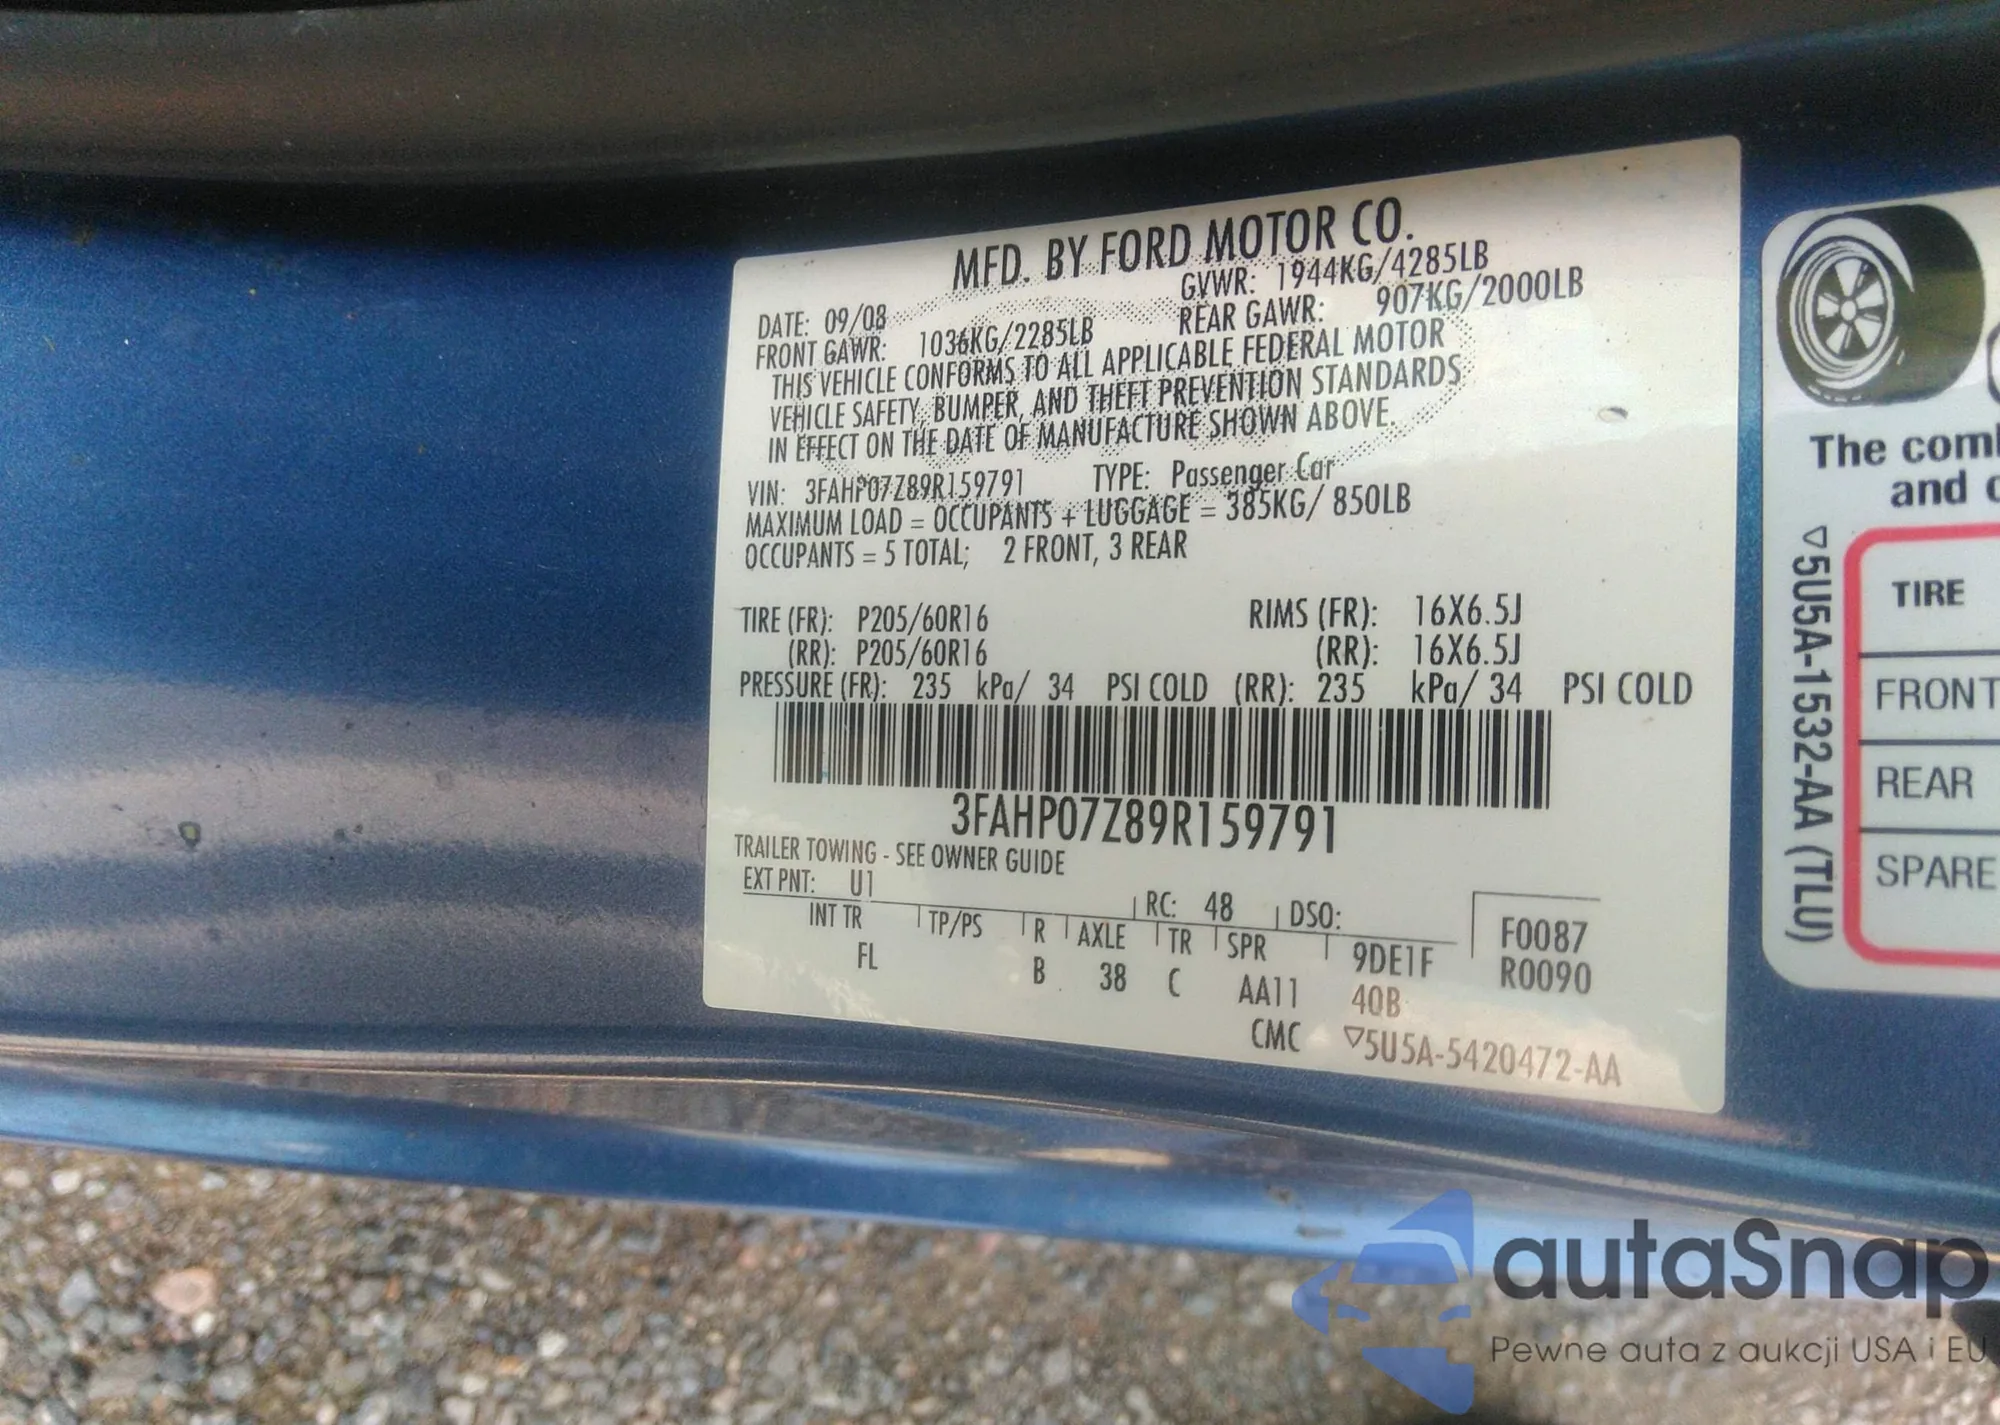 MFD. BY FORD MOTOR CO.
DATE: 09/08 GVWR: 1944KG/4285LB
FRONT GAWR: 1036KG/2285LB REAR GAWR: 907KG/2000LB
THIS VEHICLE CONFORMS TO ALL APPLICABLE FEDERAL MOTOR
VEHICLE SAFETY, BUMPER, AND THEFT PREVENTION STANDARDS
IN EFFECT ON THE DATE OF MANUFACTURE SHOWN ABOVE.
VIN: 3FAHP07Z89R159791 TYPE: Passenger Car
MAXIMUM LOAD = OCCUPANTS + LUGGAGE = 385KG/ 850LB
OCCUPANTS = 5 TOTAL; 2 FRONT, 3 REAR
TIRE (FR): P205/60R16 RIMS (FR): 16X6.5J
(RR): P205/60R16 (RR): 16X6.5J
PRESSURE (FR): 235 kPa/ 34 PSI COLD (RR): 235 kPa/ 34 PSI COLD
3FAHP07Z89R159791
TRAILER TOWING - SEE OWNER GUIDE
EXT PNT: U1 RC: 48 DSO:
INT TR TP/PS R AXLE TR SPR 9DE1F F0087
FL B 38 C AA11 40B R0090
CMC ▽5U5A-5420472-AA
The
and
▽5U5A-1532-AA (TLU)
TIRE
FRONT
REAR
SPARE
autaSnap
Pewne auta z aukcji USA i EU